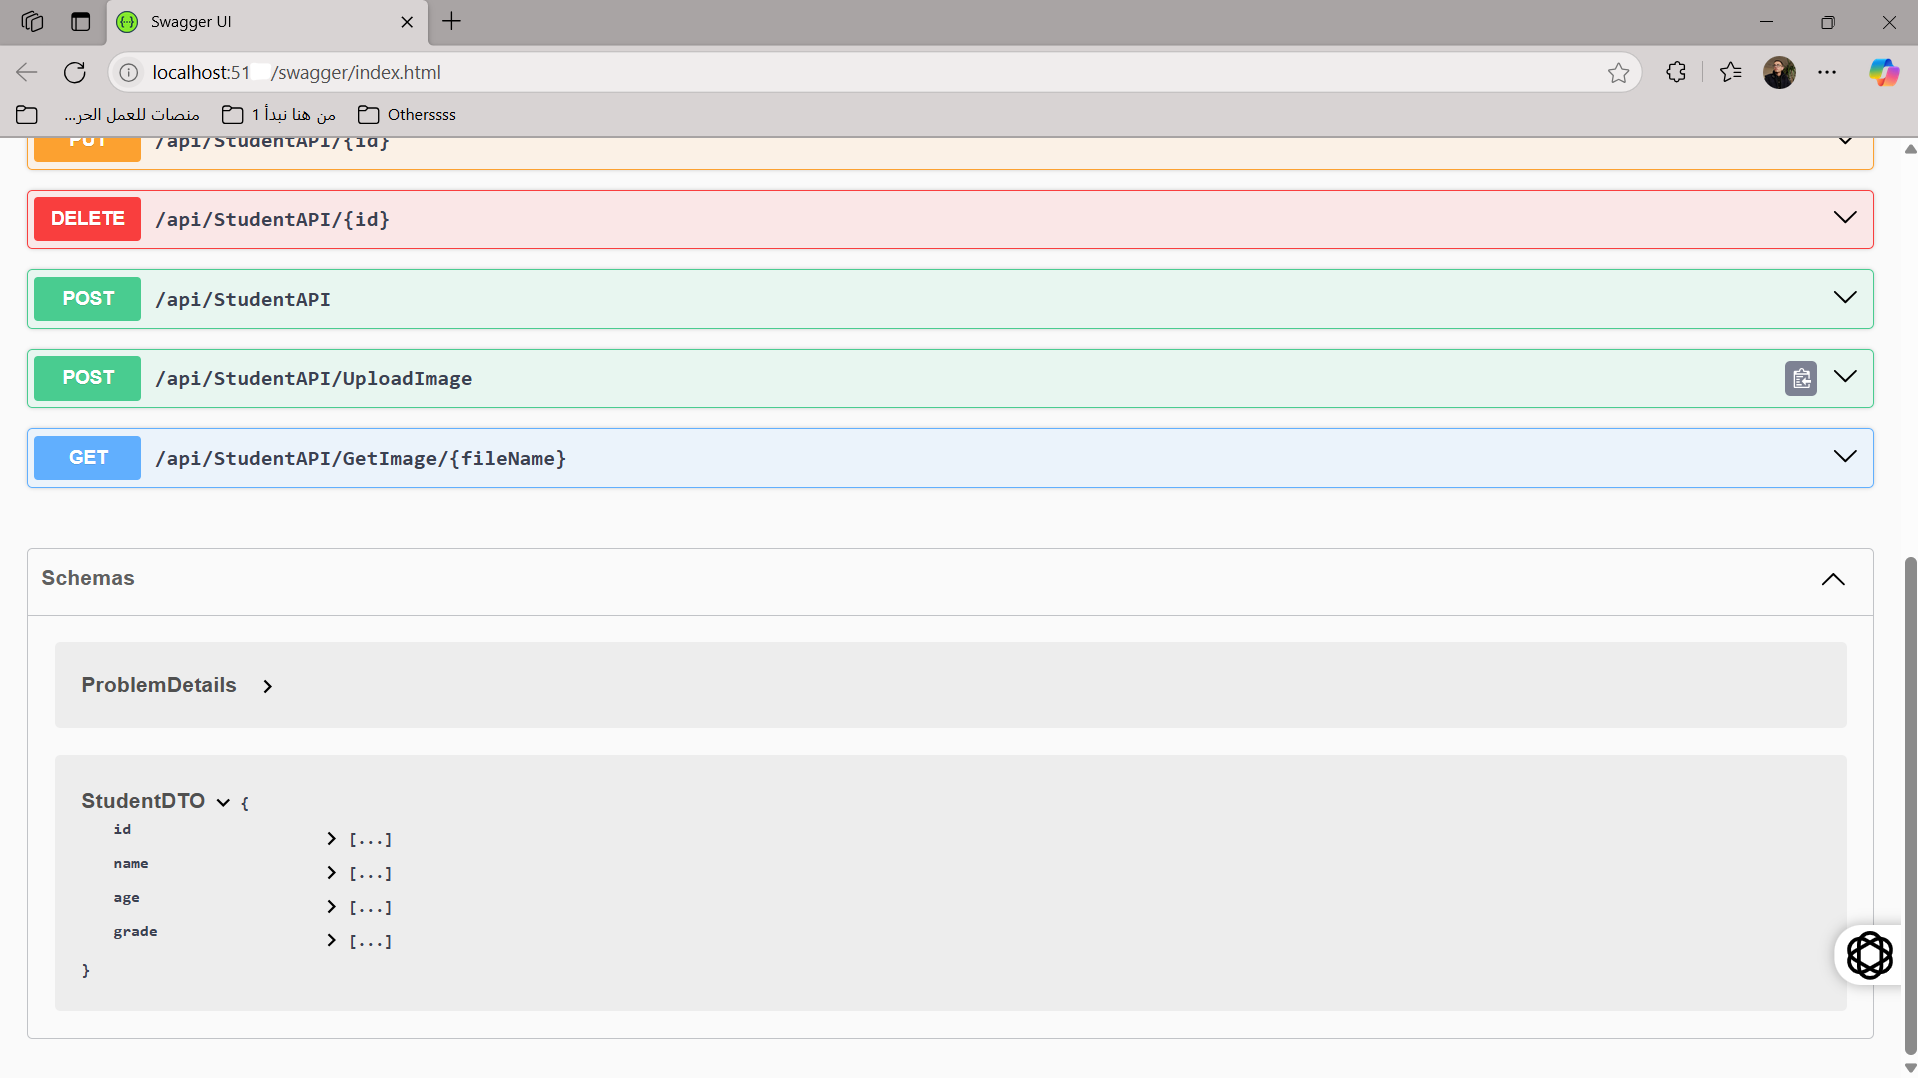 Swagger UI
localhost:51 /swagger/index.html
منصات للعمل الحر...
من هنا نبدأ 1
Otherssss
PUT /api/StudentAPI/{id}
DELETE /api/StudentAPI/{id}
POST /api/StudentAPI
POST /api/StudentAPI/UploadImage
GET /api/StudentAPI/GetImage/{fileName}
Schemas
ProblemDetails
StudentDTO {
id [...]
name [...]
age [...]
grade [...]
}